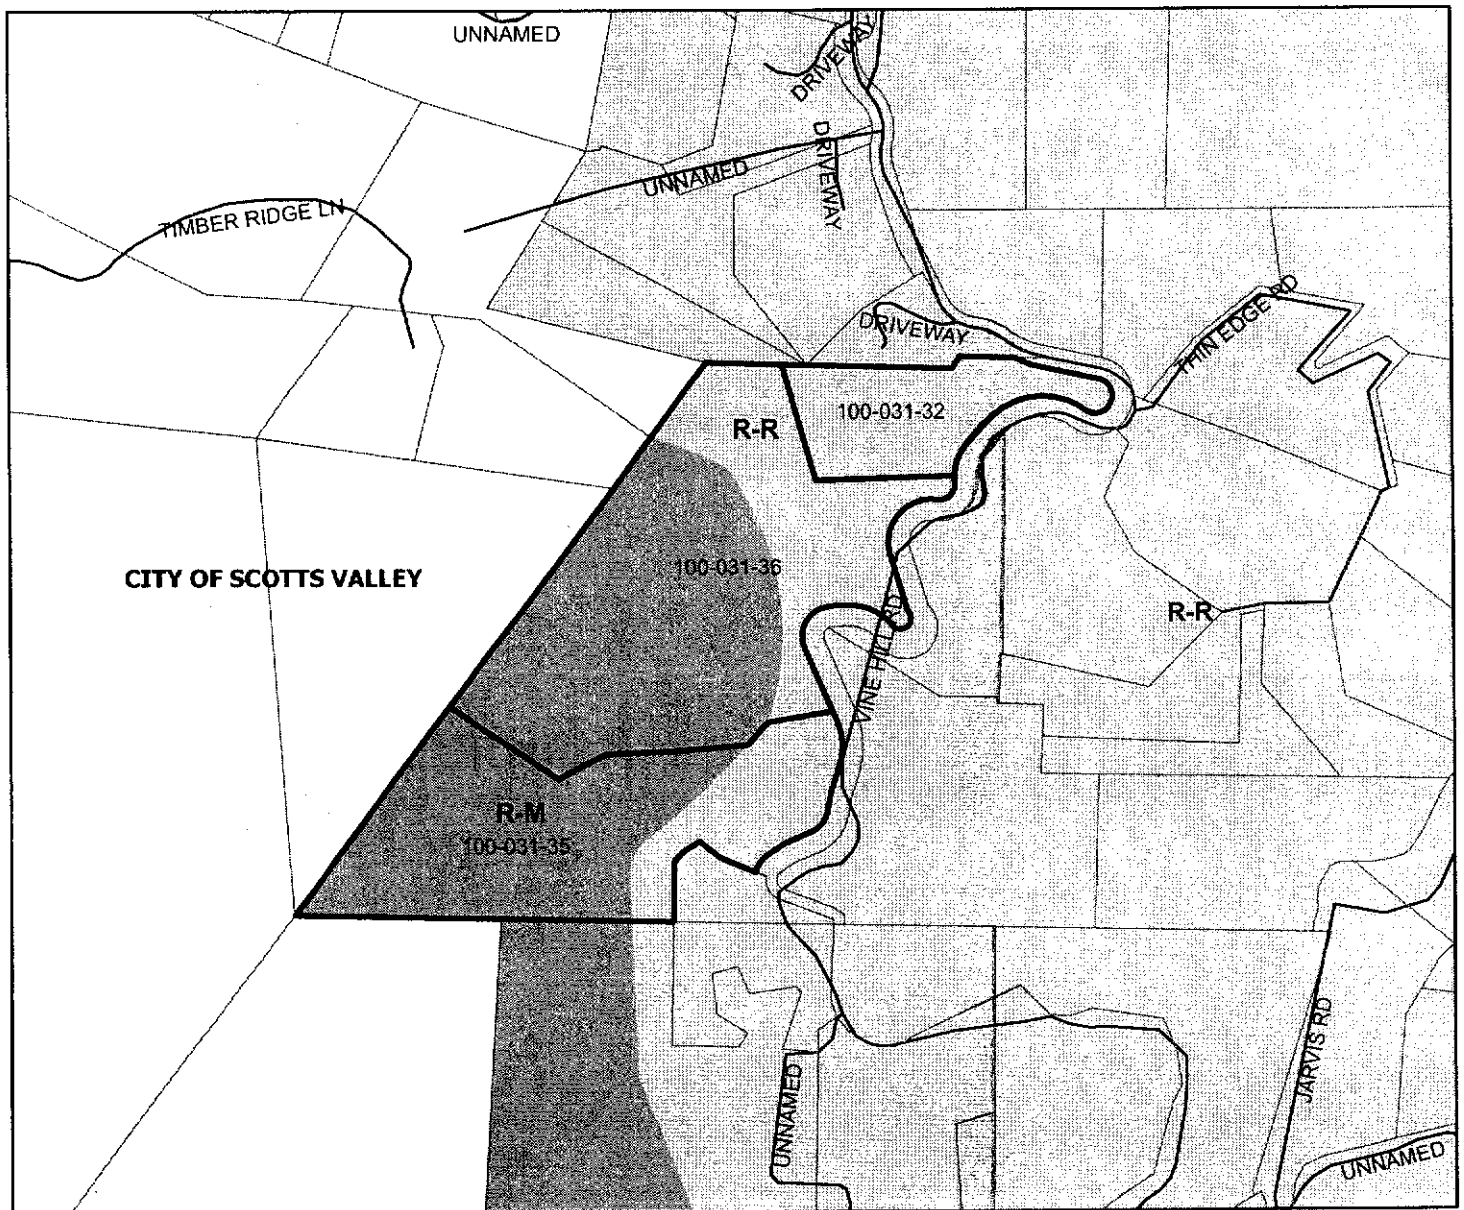 UNNAMED
DRIVEWAY
DRIVEWAY
UNNAMED
TIMBER RIDGE LN
DRIVEWAY
THIN EDGE RD
100-031-32
R-R
100-031-36
CITY OF SCOTTS VALLEY
R-R
VINE HILL RD
R-M
100-031-35
JARVIS RD
UNNAMED
UNNAMED